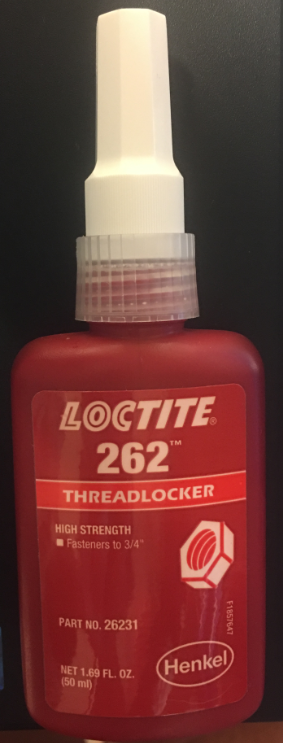 LOCTITE®
262™
THREADLOCKER
HIGH STRENGTH
■ Fasteners to 3/4"
PART NO. 26231
F1857647
NET 1.69 FL. OZ.
(50 ml)
Henkel